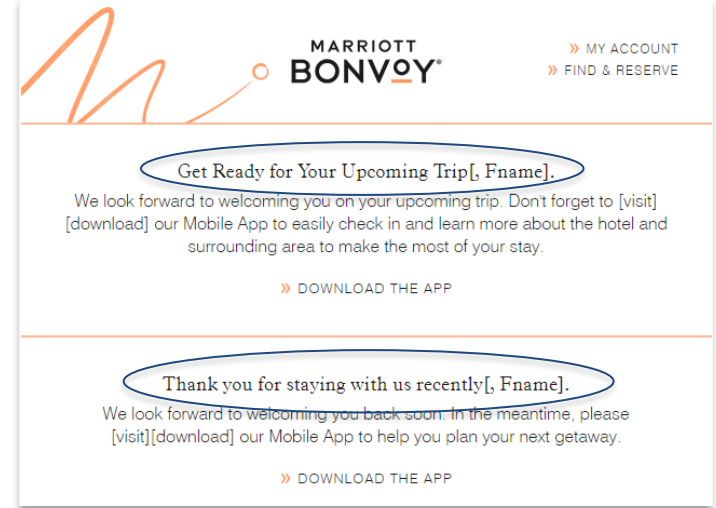 MARRIOTT
BONVOY®
» MY ACCOUNT
» FIND & RESERVE
Get Ready for Your Upcoming Trip[, Fname].
We look forward to welcoming you on your upcoming trip. Don't forget to [visit]
[download] our Mobile App to easily check in and learn more about the hotel and
surrounding area to make the most of your stay.
» DOWNLOAD THE APP
Thank you for staying with us recently[, Fname].
We look forward to welcoming you back soon. In the meantime, please
[visit][download] our Mobile App to help you plan your next getaway.
» DOWNLOAD THE APP